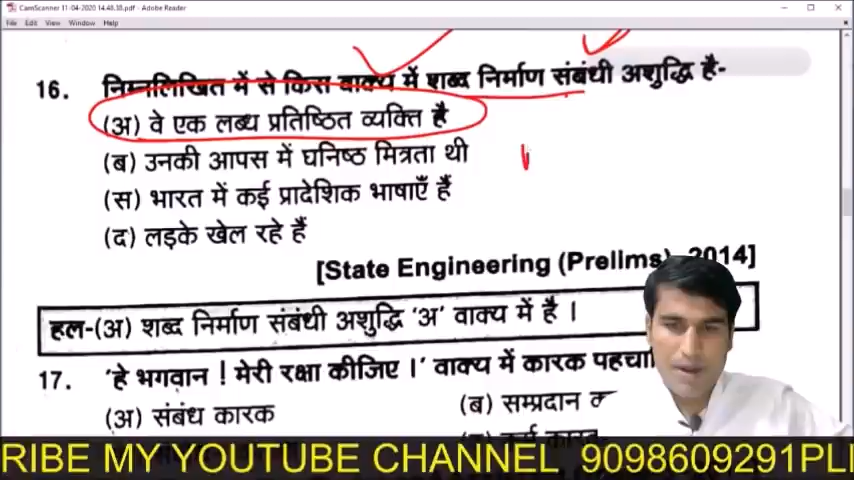 CamScanner 11-04-2020 14.48.38.pdf - Adobe Reader
File Edit View Window Help
16. निम्नलिखित में से किस वाक्य में शब्द निर्माण संबंधी अशुद्धि है-
(अ) वे एक लब्ध प्रतिष्ठित व्यक्ति है
(ब) उनकी आपस में घनिष्ठ मित्रता थी
(स) भारत में कई प्रादेशिक भाषाएँ हैं
(द) लड़के खेल रहे हैं
[State Engineering (Prelims) 2014]
हल-(अ) शब्द निर्माण संबंधी अशुद्धि 'अ' वाक्य में है ।
17. 'हे भगवान ! मेरी रक्षा कीजिए ।' वाक्य में कारक
(अ) संबंध कारक
(ब) सम्प्रदान
RIBE MY YOUTUBE CHANNEL 9098609291PLI